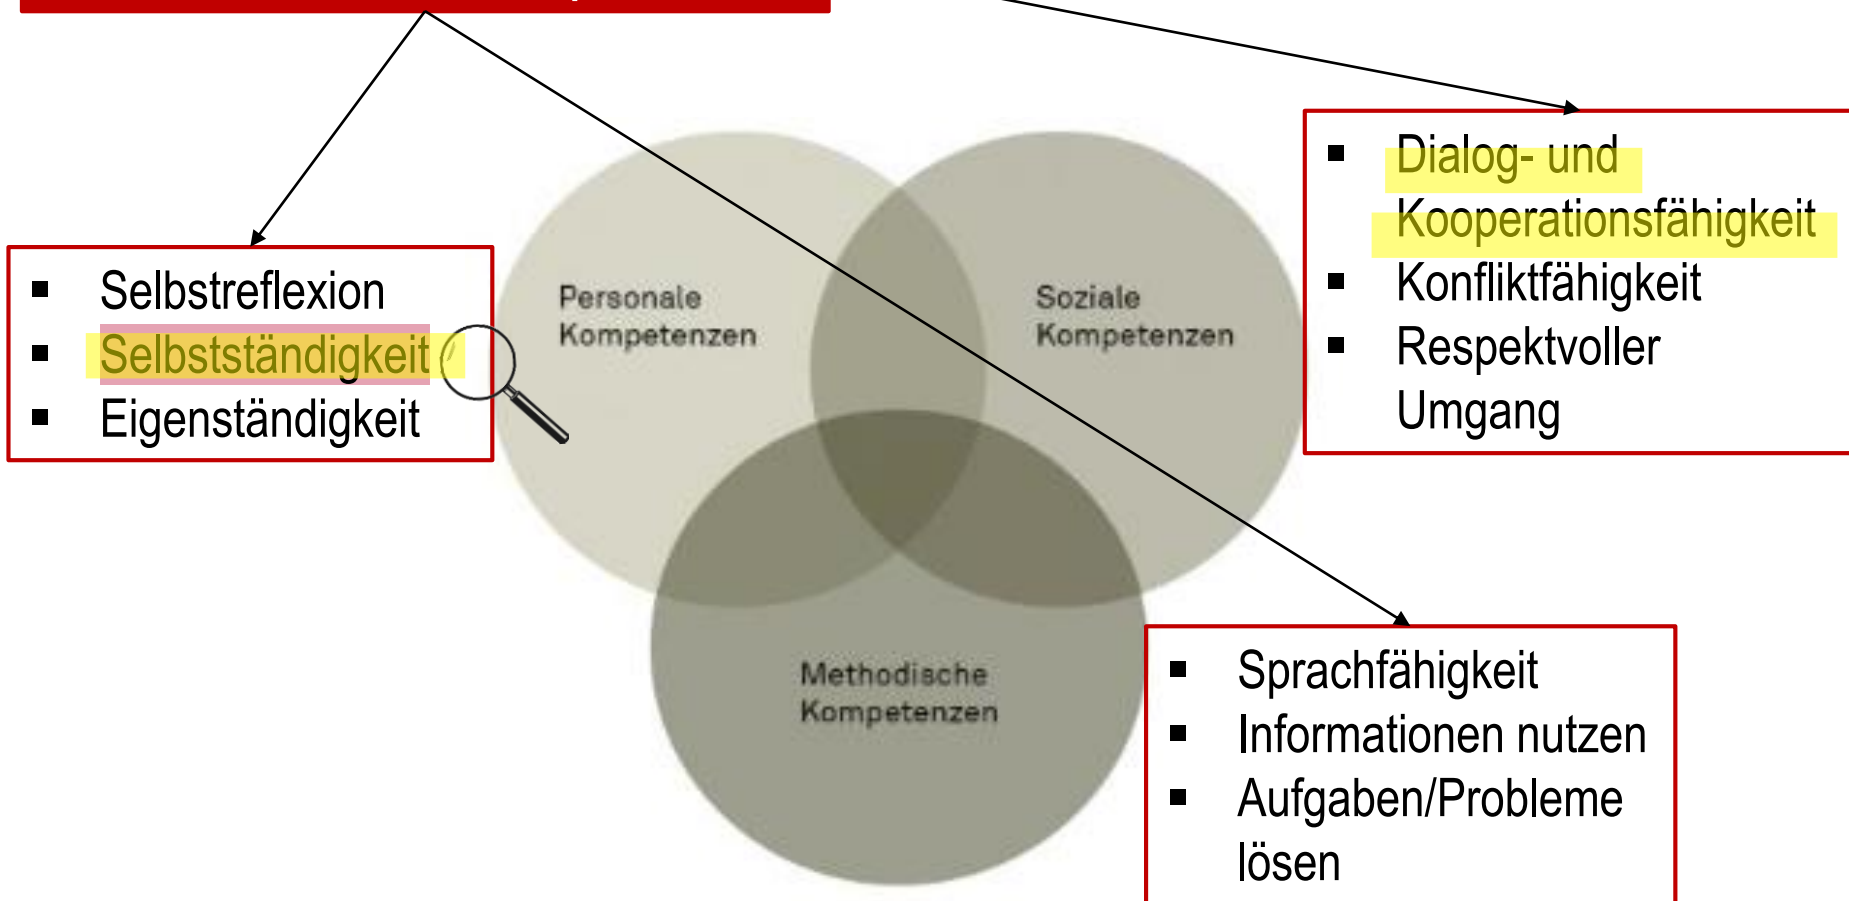 Selbstreflexion
Selbstständigkeit
Eigenständigkeit
Personale
Kompetenzen
Soziale
Kompetenzen
Dialog- und
Kooperationsfähigkeit
Konfliktfähigkeit
Respektvoller
Umgang
Methodische
Kompetenzen
Sprachfähigkeit
Informationen nutzen
Aufgaben/Probleme
lösen